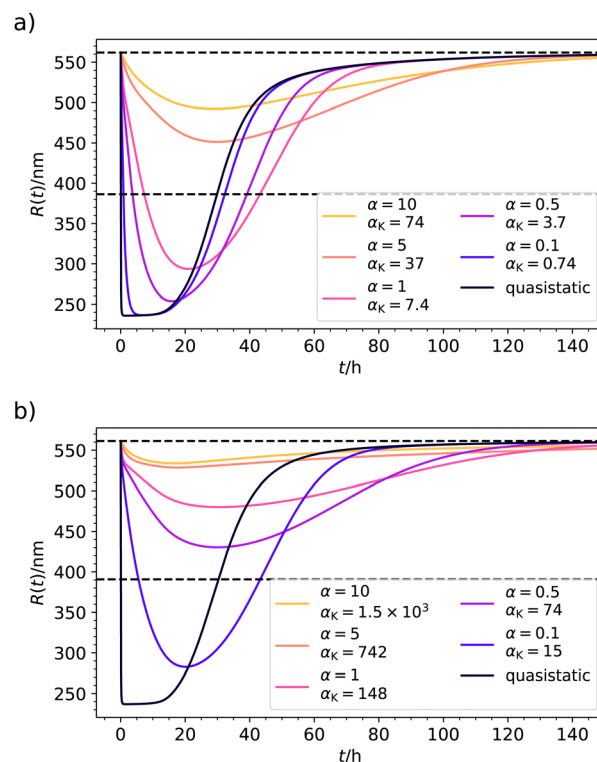 a)
550
500
450
400
350
300
250
R(t)/nm
0
20
40
60
80
100
120
140
t/h
α = 10
α_K = 74
α = 5
α_K = 37
α = 1
α_K = 7.4
α = 0.5
α_K = 3.7
α = 0.1
α_K = 0.74
quasistatic
b)
550
500
450
400
350
300
250
R(t)/nm
0
20
40
60
80
100
120
140
t/h
α = 10
α_K = 1.5 × 10³
α = 5
α_K = 742
α = 1
α_K = 148
α = 0.5
α_K = 74
α = 0.1
α_K = 15
quasistatic